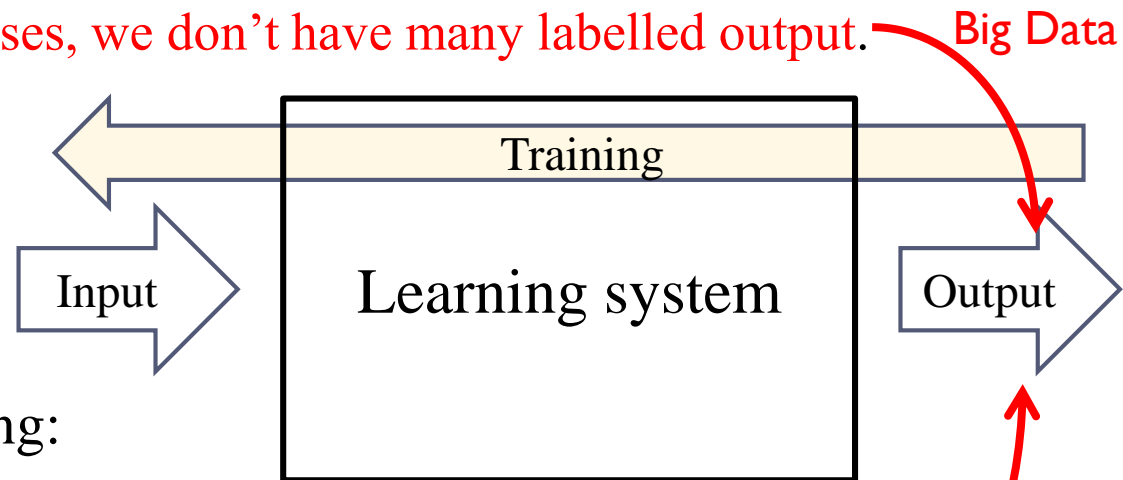 ses, we don’t have many labelled output.
Big Data
Training
Input
Learning system
Output
ng: